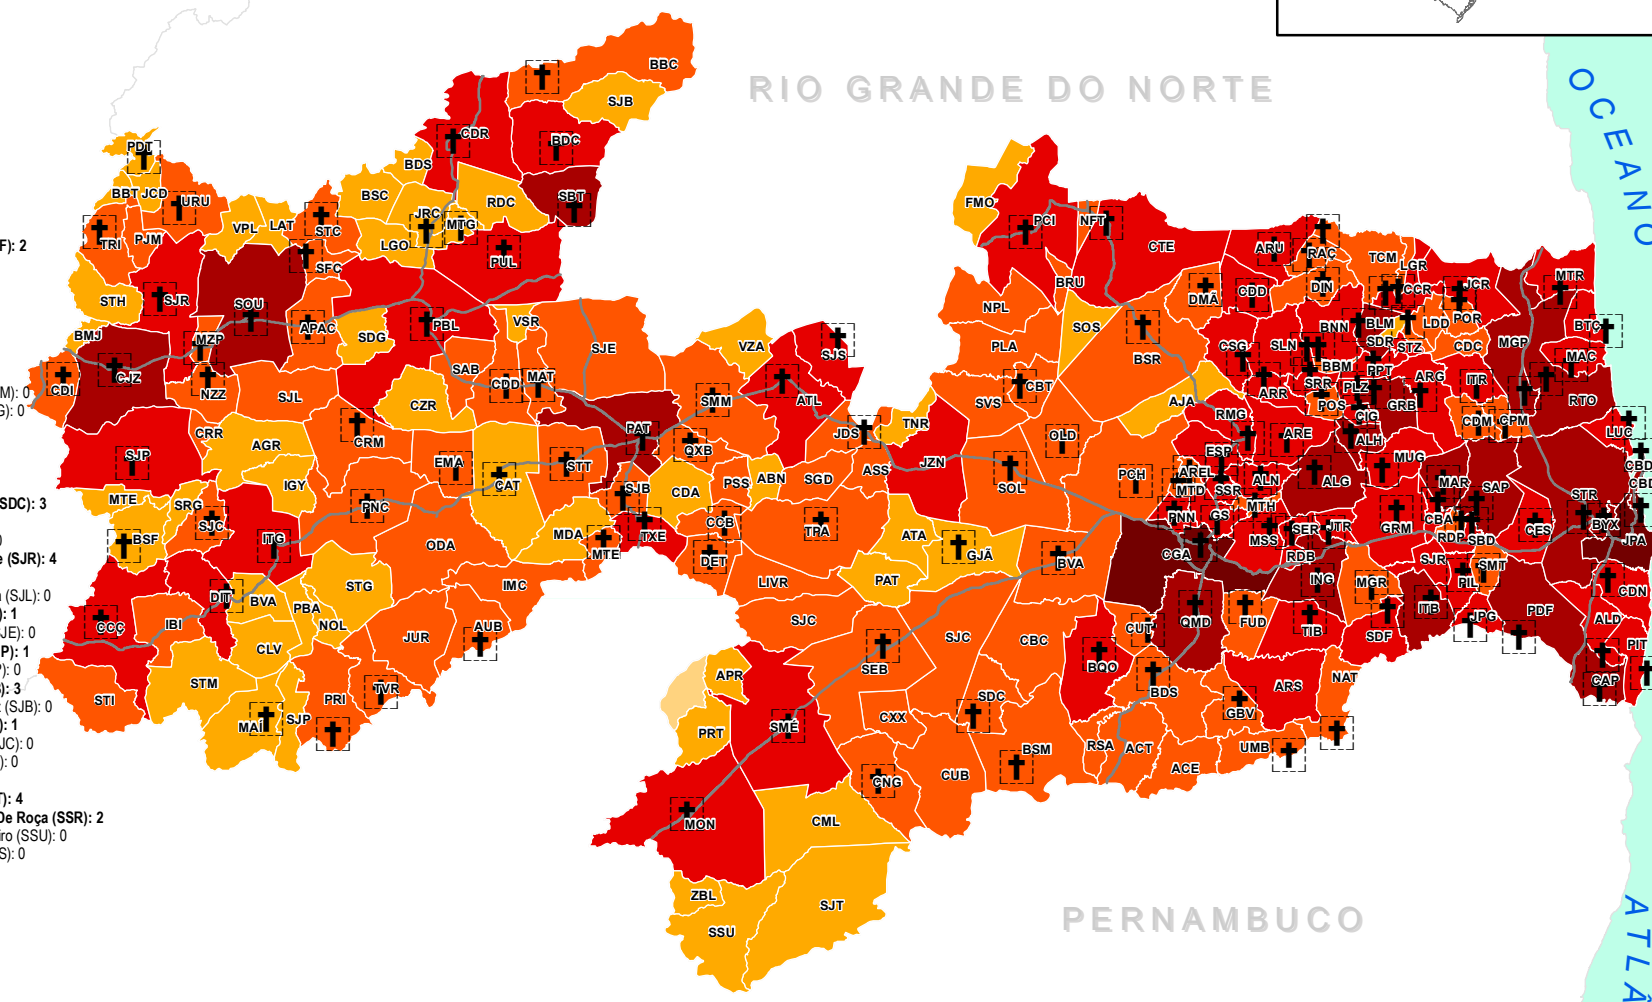 RIO GRANDE DO NORTE
OCEANO
ATLÂ
PERNAMBUCO
F): 2
M): 0
G): 0
SDC): 3
e (SJR): 4
a (SJL): 0
): 1
JE): 0
P): 1
P): 0
3): 3
(SJB): 0
): 1
JC): 0
): 0
T): 4
De Roça (SSR): 2
iro (SSU): 0
S): 0
BBC
SJB
CDR
BDC
PDT
BDS
BBT
JCD
URU
BSC
RDC
SBT
JRC
MTG
VPL
LAT
STC
TRI
PJM
LGO
SFC
PUL
STH
SJR
SOU
BMJ
MZP
APAC
SDG
PBL
VSR
SJE
CDI
CJZ
NZZ
SJL
SAB
CDD
MAT
CZR
CRM
CRR
AGR
SJP
IGY
EMA
CAT
STT
PAT
MTE
SRG
SJC
BSF
ITG
PNC
ODA
MDA
MTE
SJB
TXE
DIT
BVA
STG
PBA
NOL
IMC
CCÇ
IBI
CLV
JUR
AUB
STI
STM
MAÍ
SJP
PRI
TVR
VZA
SJS
SMM
ATL
QXB
JDS
TNR
CDA
PSS
ABN
SGD
ASS
JZN
CCB
DET
TPA
ATA
GJÃ
LIVR
PAT
SJC
APR
SEB
SJC
CBC
PRT
SMÉ
CXX
SDC
CNG
CUB
BSM
MON
CML
ZBL
SJT
SSU
FMO
PCI
NFT
CTE
BRU
NPL
SOS
PLA
BSR
SVS
CBT
AJA
OLD
SOL
BVA
DMÃ
CDD
ARU
RAÇ
DIN
TCM
LGR
CCR
JCR
MTR
BTC
BNN
BLM
LDD
POR
CSG
SLN
SDR
STZ
CDC
MGP
MAC
BBM
PPT
ARR
SRR
PLZ
ARG
ITR
RTO
POS
GRB
RMG
CIG
CDM
CPM
LUC
ARE
ALH
ESP
MUG
CBD
PCH
AREL
MTD
SSR
ALN
ALG
MAR
SAP
STR
PNN
GS
MTH
CBA
GRM
CES
BYX
MSS
SER
JTR
RDP
SBD
JPA
CGA
RDB
SJR
SMT
ING
MGR
PIL
CDN
ITB
QMD
FUD
TIB
SDF
JPG
PDF
ALD
CUT
PIT
BQO
BDS
ARS
NAT
CAP
GBV
RSA
ACT
ACE
UMB